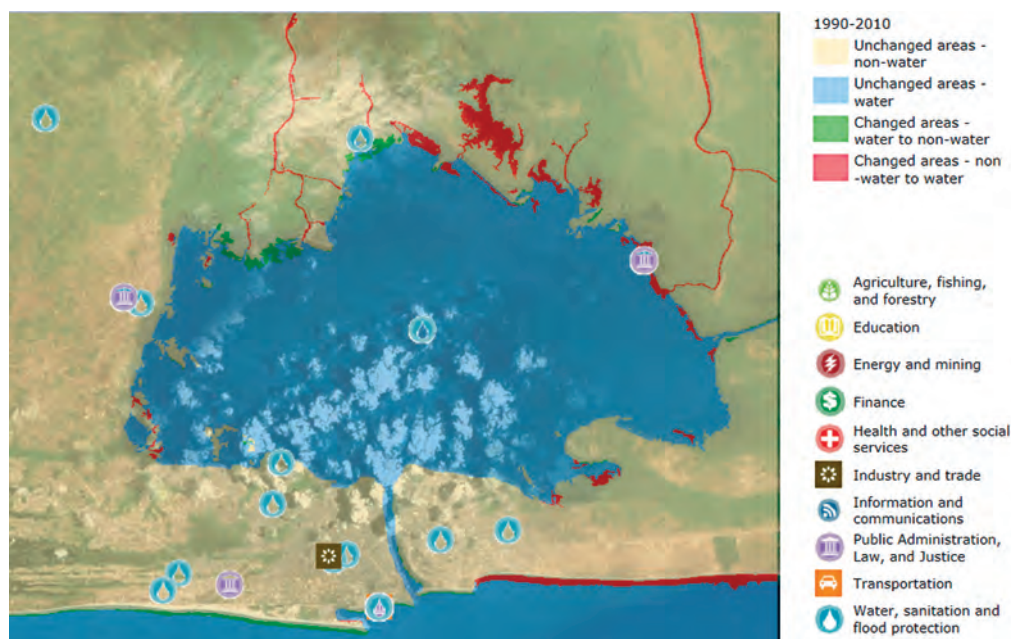 1990-2010
Unchanged areas -
non-water
Unchanged areas -
water
Changed areas -
water to non-water
Changed areas - non
-water to water
Agriculture, fishing,
and forestry
Education
Energy and mining
Finance
Health and other social
services
Industry and trade
Information and
communications
Public Administration,
Law, and Justice
Transportation
Water, sanitation and
flood protection